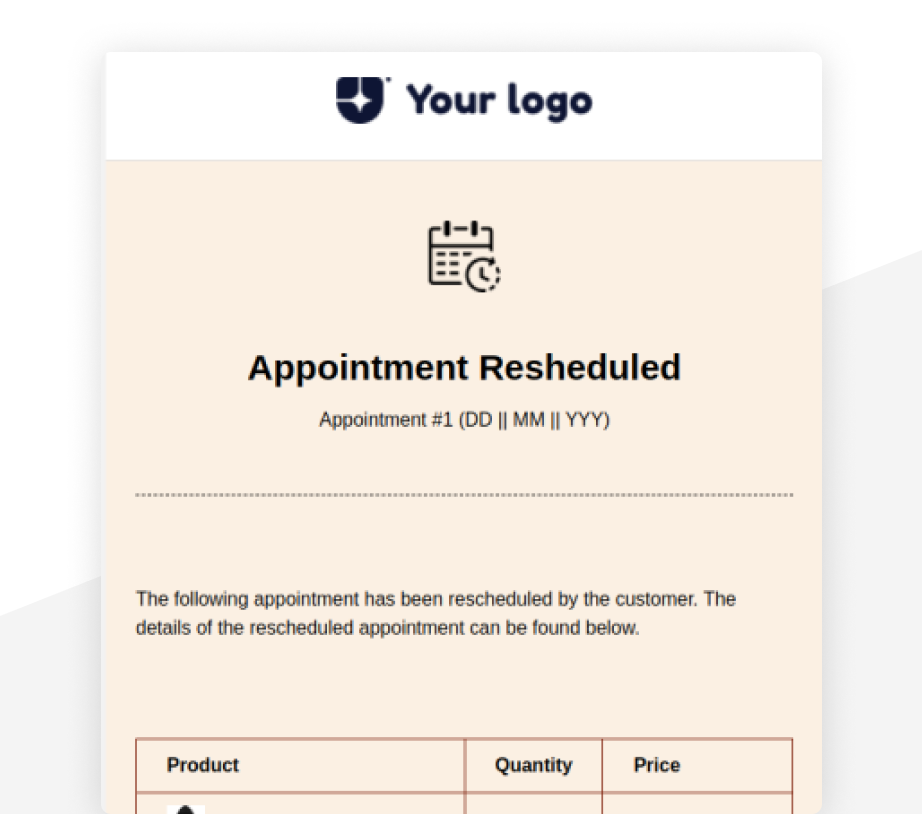 Your logo
Appointment Resheduled
Appointment #1 (DD || MM || YYY)
The following appointment has been rescheduled by the customer. The
details of the rescheduled appointment can be found below.
Product Quantity Price